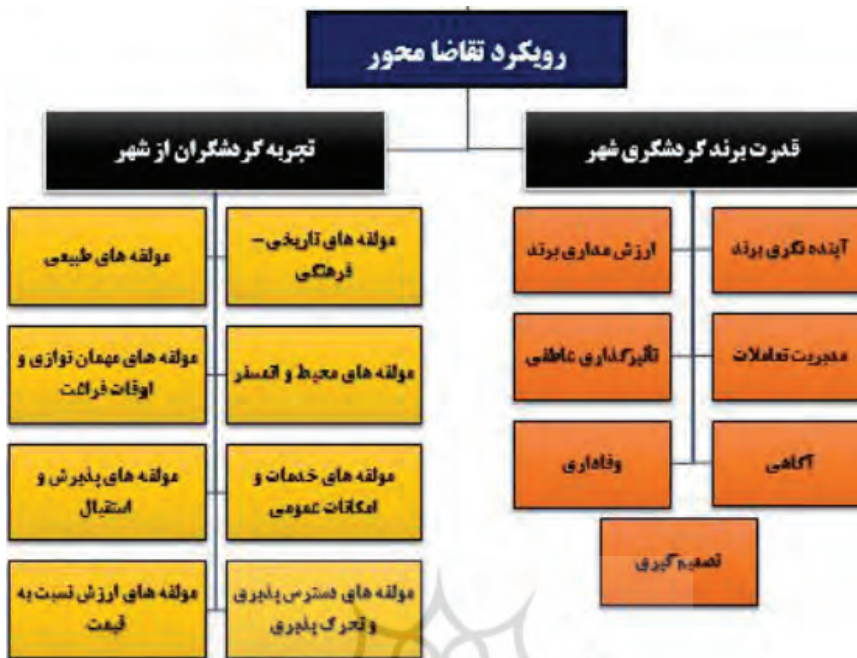 رویکرد تقاضا محور
قدرت برند گردشگری شهر
آینده نگری برند
ارزش مداری برند
مدیریت تعاملات
تأثیرگذاری عاطفی
آگاهی
وفاداری
تصمیم گیری
تجربه گردشگران از شهر
مولفه های تاریخی-
فرهنگی
مولفه های طبیعی
مولفه های محیط و اتمسفر
مولفه های مهمان نوازی و
اوقات فراغت
مولفه های خدمات و
امکانات عمومی
مولفه های پذیرش و
استقبال
مولفه های دسترس پذیری
و تحرک پذیری
مولفه های ارزش نسبت به
قیمت